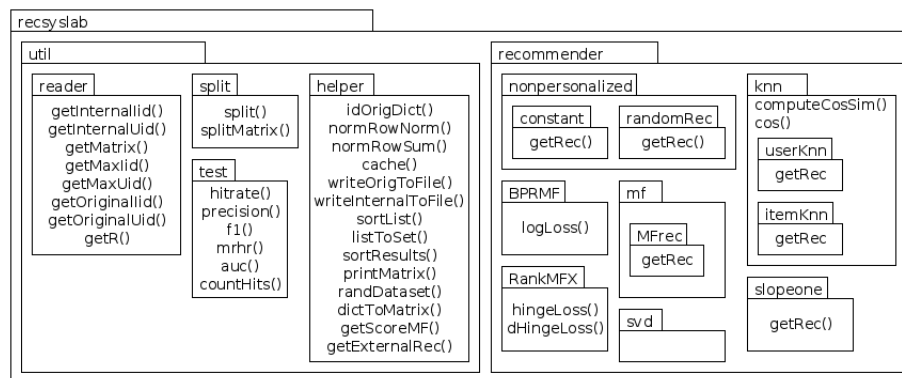 recsyslab
util
reader
getInternalIid()
getInternalUid()
getMatrix()
getMaxIid()
getMaxUid()
getOriginalIid()
getOriginalUid()
getR()
split
split()
splitMatrix()
test
hitrate()
precision()
f1()
mrhr()
auc()
countHits()
helper
idOrigDict()
normRowNorm()
normRowSum()
cache()
writeOrigToFile()
writeInternalToFile()
sortList()
listToSet()
sortResults()
printMatrix()
randDataset()
dictToMatrix()
getScoreMF()
getExternalRec()
recommender
nonpersonalized
constant
getRec()
randomRec
getRec()
BPRMF
logLoss()
RankMFX
hingeLoss()
dHingeLoss()
mf
MFrec
getRec
svd
knn
computeCosSim()
cos()
userKnn
getRec
itemKnn
getRec
slopeone
getRec()